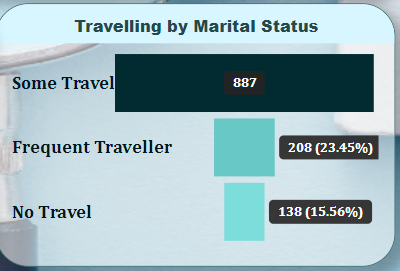 Travelling by Marital Status
Some Travel 887
Frequent Traveller 208 (23.45%)
No Travel 138 (15.56%)